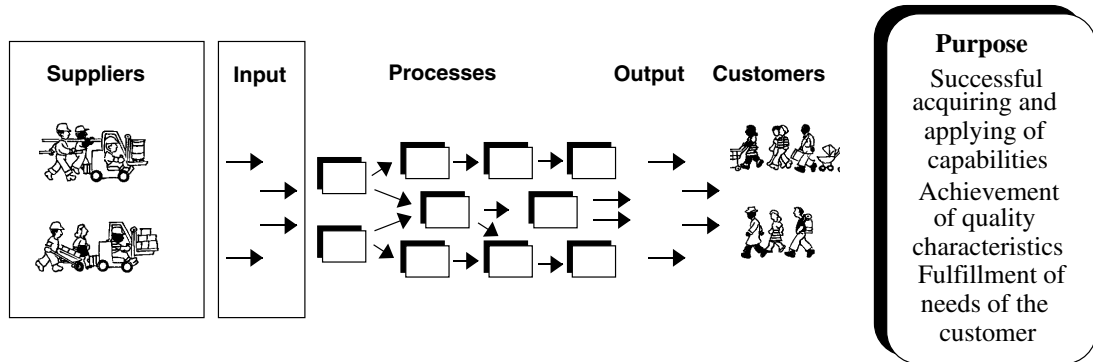 Suppliers
Input
Processes
Output
Customers
Purpose
Successful
acquiring and
applying of
capabilities
Achievement
of quality
characteristics
Fulfillment of
needs of the
customer